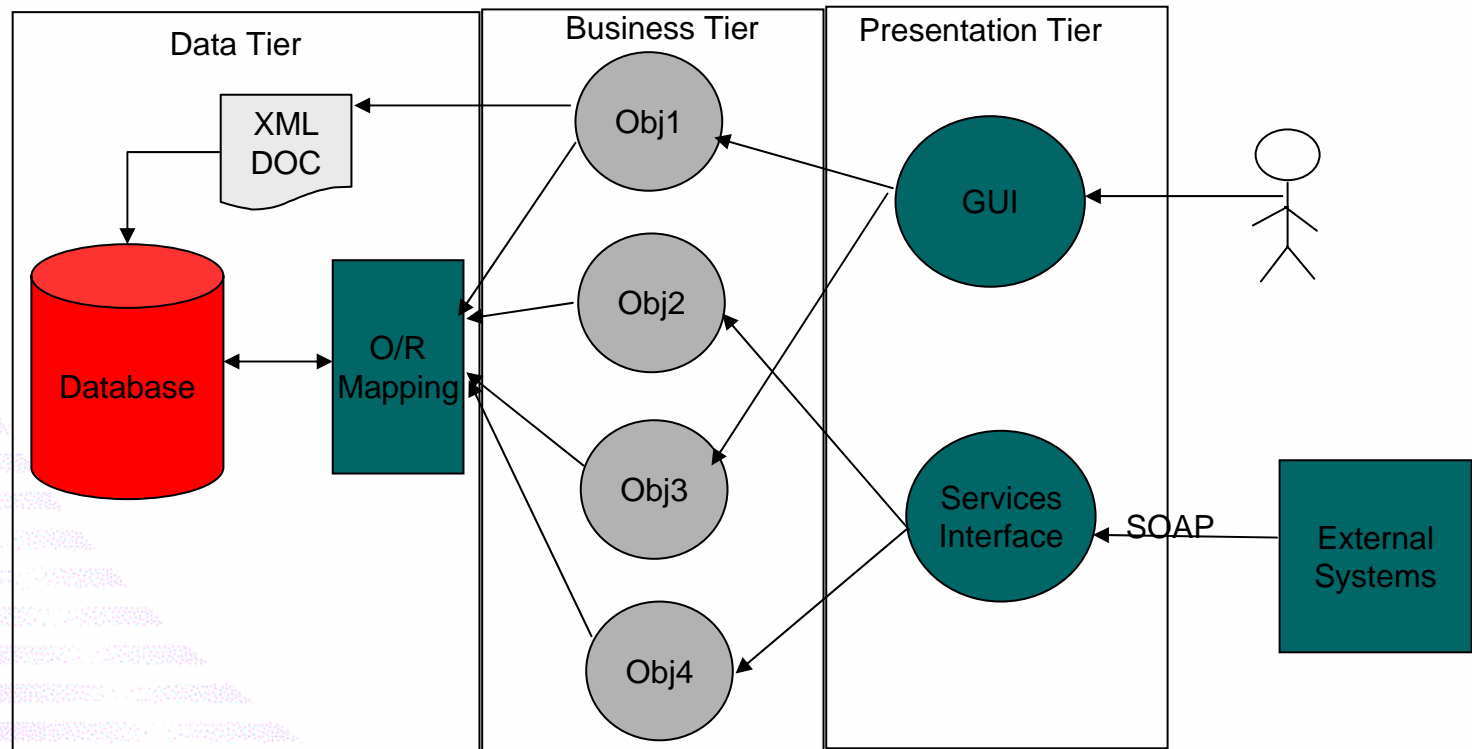 Data Tier
Business Tier
Presentation Tier
XML
DOC
Obj1
GUI
Obj2
O/R
Mapping
Database
Obj3
Services
Interface
SOAP
External
Systems
Obj4